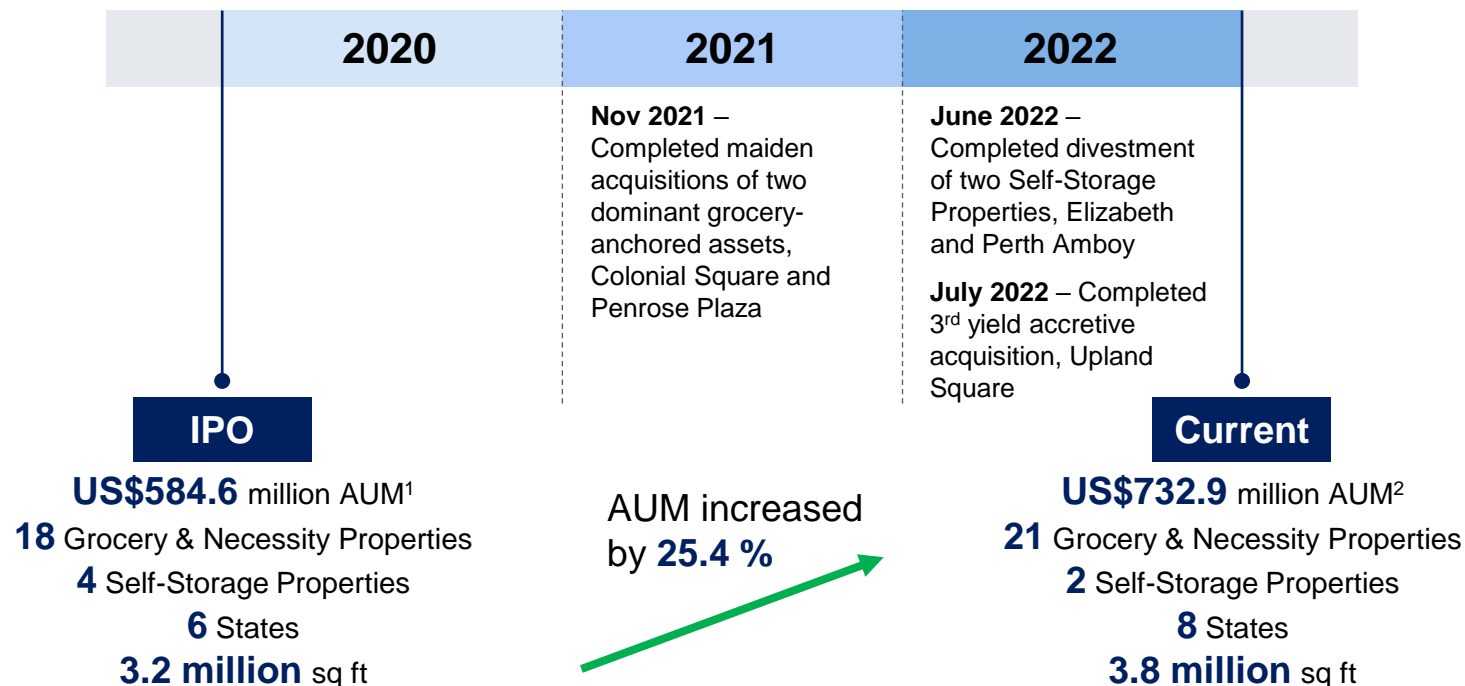 2020
2021
2022
Nov 2021 –
Completed maiden
acquisitions of two
dominant grocery-
anchored assets,
Colonial Square and
Penrose Plaza
June 2022 –
Completed divestment
of two Self-Storage
Properties, Elizabeth
and Perth Amboy
July 2022 – Completed
3rd yield accretive
acquisition, Upland
Square
IPO
US$584.6 million AUM1
18 Grocery & Necessity Properties
4 Self-Storage Properties
6 States
3.2 million sq ft
AUM increased
by 25.4 %
Current
US$732.9 million AUM2
21 Grocery & Necessity Properties
2 Self-Storage Properties
8 States
3.8 million sq ft